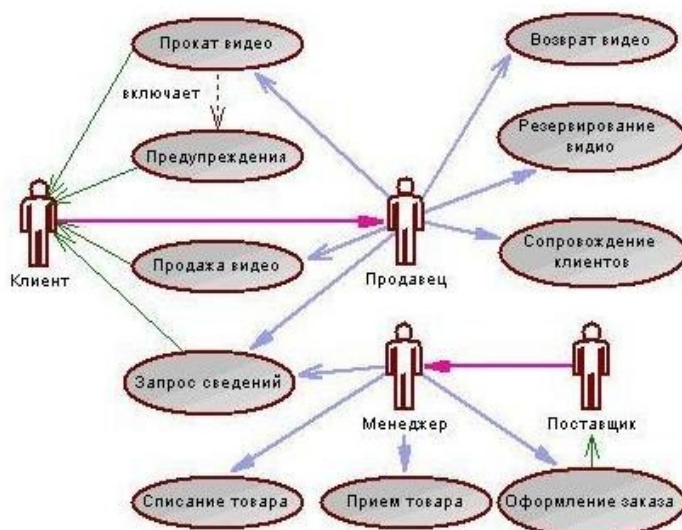 Прокат видео
Возврат видео
включает
Предупреждения
Резервирование
видио
Клиент
Продажа видео
Продавец
Сопровождение
клиентов
Запрос сведений
Менеджер
Поставщик
Списание товара
Прием товара
Оформление заказа